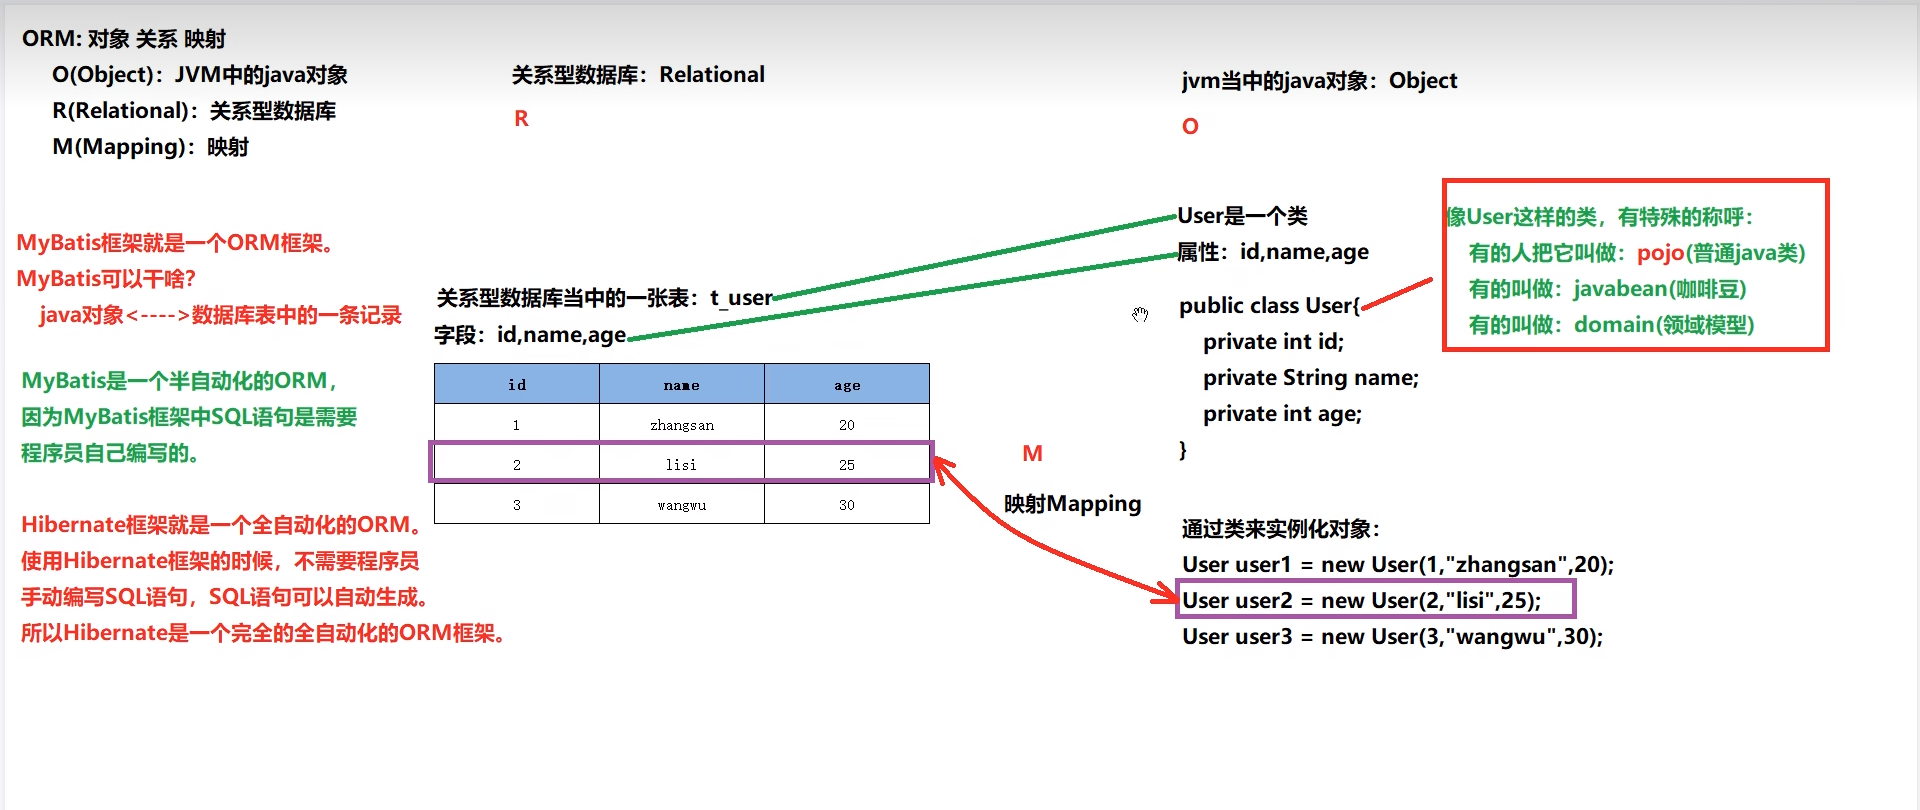 ORM: 对象 关系 映射
O(Object)：JVM中的java对象
R(Relational)：关系型数据库
M(Mapping)：映射
MyBatis框架就是一个ORM框架。
MyBatis可以干啥?
java对象<---->数据库表中的一条记录
MyBatis是一个半自动化的ORM，
因为MyBatis框架中SQL语句是需要
程序员自己编写的。
Hibernate框架就是一个全自动化的ORM。
使用Hibernate框架的时候，不需要程序员
手动编写SQL语句，SQL语句可以自动生成。
所以Hibernate是一个完全的全自动化的ORM框架。
关系型数据库：Relational
R
关系型数据库当中的一张表：t_user
字段：id,name,age
id name age
1 zhangsan 20
2 lisi 25
3 wangwu 30
M
映射Mapping
jvm当中的java对象：Object
O
User是一个类
属性：id,name,age
public class User{
private int id;
private String name;
private int age;
}
通过类来实例化对象：
User user1 = new User(1,"zhangsan",20);
User user2 = new User(2,"lisi",25);
User user3 = new User(3,"wangwu",30);
像User这样的类，有特殊的称呼：
有的人把它叫做：pojo(普通java类)
有的叫做：javabean(咖啡豆)
有的叫做：domain(领域模型)